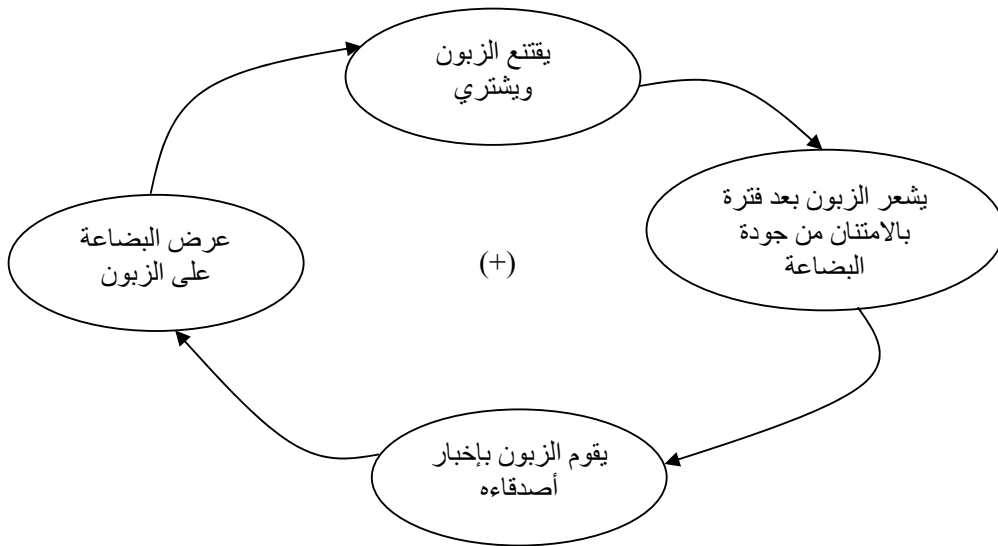 يقتنع الزبون
ويشتري
يشعر الزبون بعد فترة
بالامتنان من جودة
البضاعة
عرض البضاعة
على الزبون
(+)
يقوم الزبون بإخبار
أصدقاءه